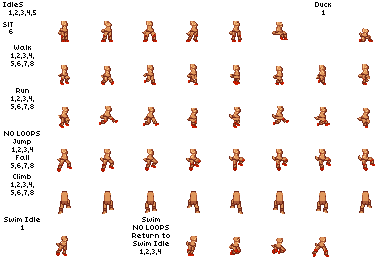 IdleS
1,2,3,4,5
Duck
1
SIT
6
Walk
1,2,3,4,
5,6,7,8
Run
1,2,3,4,
5,6,7,8
NO LOOPS
Jump
1,2,3,4
Fall
5,6,7,8
Climb
1,2,3,4,
5,6,7,8
Swim Idle
1
Swim
NO LOOPS
Return to
Swim Idle
1,2,3,4